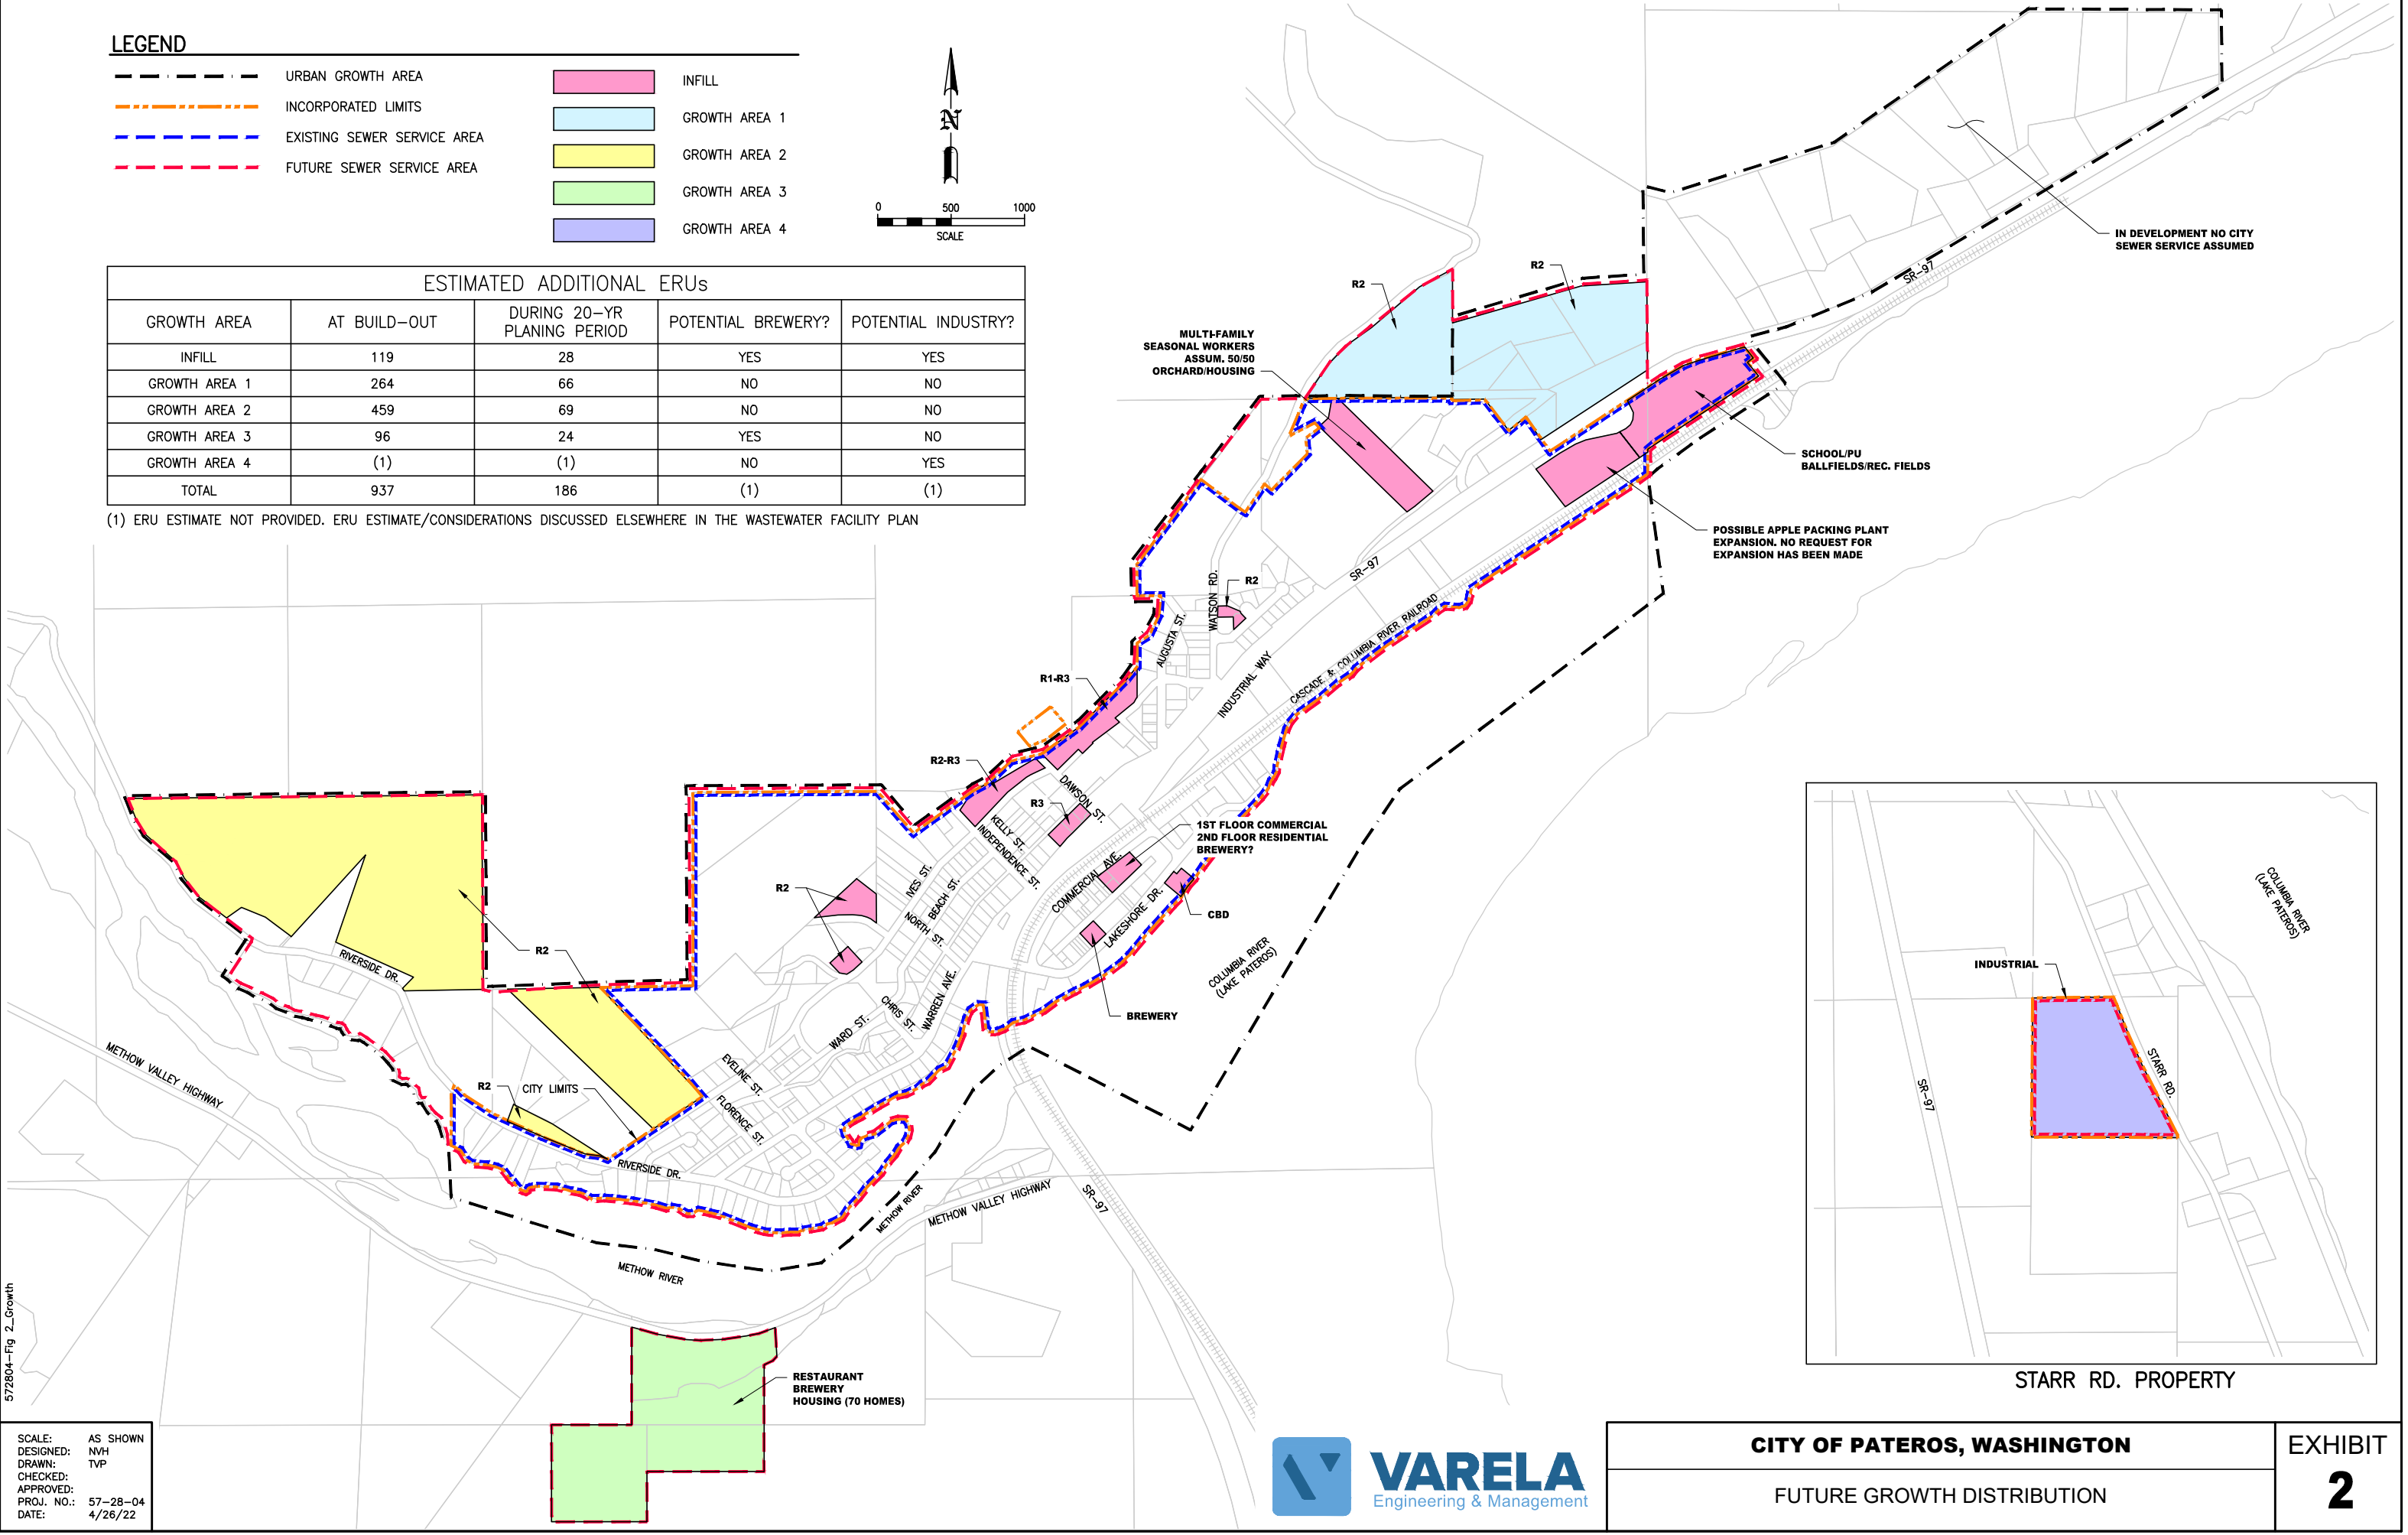 LEGEND
URBAN GROWTH AREA
INCORPORATED LIMITS
EXISTING SEWER SERVICE AREA
FUTURE SEWER SERVICE AREA
INFILL
GROWTH AREA 1
GROWTH AREA 2
GROWTH AREA 3
GROWTH AREA 4
N
0 500 1000
SCALE
ESTIMATED ADDITIONAL ERUs
GROWTH AREA AT BUILD-OUT DURING 20-YR PLANING PERIOD POTENTIAL BREWERY? POTENTIAL INDUSTRY?
INFILL 119 28 YES YES
GROWTH AREA 1 264 66 NO NO
GROWTH AREA 2 459 69 NO NO
GROWTH AREA 3 96 24 YES NO
GROWTH AREA 4 (1) (1) NO YES
TOTAL 937 186 (1) (1)
(1) ERU ESTIMATE NOT PROVIDED. ERU ESTIMATE/CONSIDERATIONS DISCUSSED ELSEWHERE IN THE WASTEWATER FACILITY PLAN
IN DEVELOPMENT NO CITY
SEWER SERVICE ASSUMED
SR-97
R2
R2
MULTI-FAMILY
SEASONAL WORKERS
ASSUM. 50/50
ORCHARD/HOUSING
SCHOOL/PU
BALLFIELDS/REC. FIELDS
POSSIBLE APPLE PACKING PLANT
EXPANSION. NO REQUEST FOR
EXPANSION HAS BEEN MADE
SR-97
WATSON RD.
R2
AUGUSTA ST.
CASCADE & COLUMBIA RIVER RAILROAD
INDUSTRIAL WAY
R1-R3
R2-R3
DAWSON ST.
R3
KELLY ST.
INDEPENDENCE ST.
1ST FLOOR COMMERCIAL
2ND FLOOR RESIDENTIAL
BREWERY?
COMMERCIAL AVE.
LAKESHORE DR.
CBD
BREWERY
COLUMBIA RIVER
(LAKE PATEROS)
IVES ST.
BEACH ST.
NORTH ST.
R2
WARREN AVE.
CHRIS ST.
WARD ST.
EVELINE ST.
FLORENCE ST.
R2
RIVERSIDE DR.
R2
CITY LIMITS
RIVERSIDE DR.
METHOW VALLEY HIGHWAY
METHOW RIVER
METHOW VALLEY HIGHWAY
SR-97
METHOW RIVER
RESTAURANT
BREWERY
HOUSING (70 HOMES)
COLUMBIA RIVER
(LAKE PATEROS)
INDUSTRIAL
STARR RD.
SR-97
STARR RD. PROPERTY
572804-Fig 2_Growth
SCALE: AS SHOWN
DESIGNED: NVH
DRAWN: TVP
CHECKED:
APPROVED:
PROJ. NO.: 57-28-04
DATE: 4/26/22
VARELA
Engineering & Management
CITY OF PATEROS, WASHINGTON
FUTURE GROWTH DISTRIBUTION
EXHIBIT
2